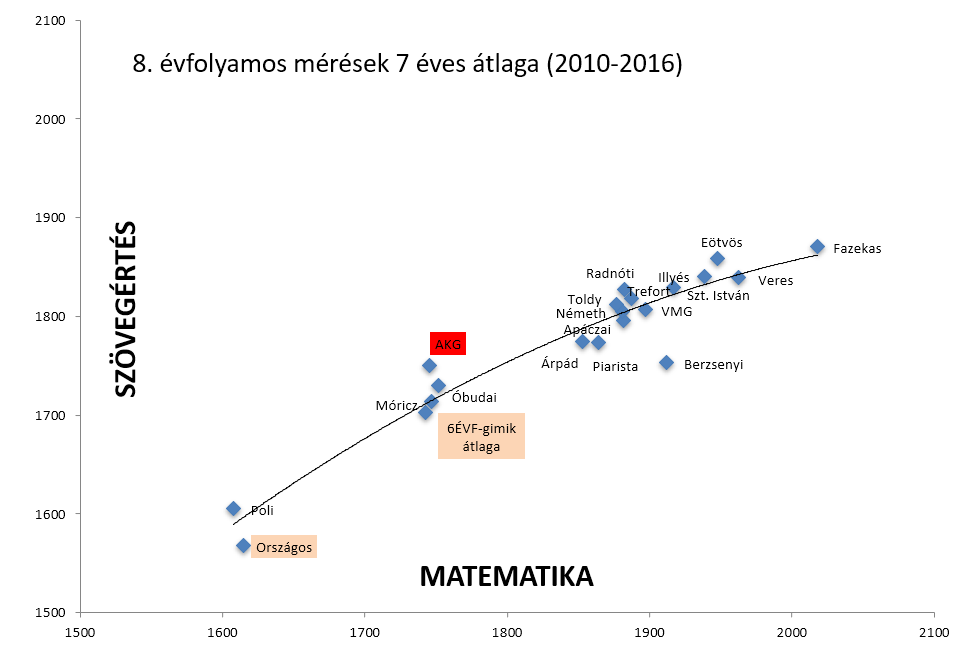 2100
8. évfolyamos mérések 7 éves átlaga (2010-2016)
2000
1900
SZÖVEGÉRTÉS
Eötvös
Fazekas
Radnóti
Illyés
Veres
Trefort
Szt. István
Toldy
1800
Németh
VMG
Apáczai
AKG
Árpád
Piarista
Berzsenyi
Óbudai
Móricz
1700
6ÉVF-gimik
átlaga
1600
Poli
Országos
MATEMATIKA
1500
1500 1600 1700 1800 1900 2000 2100